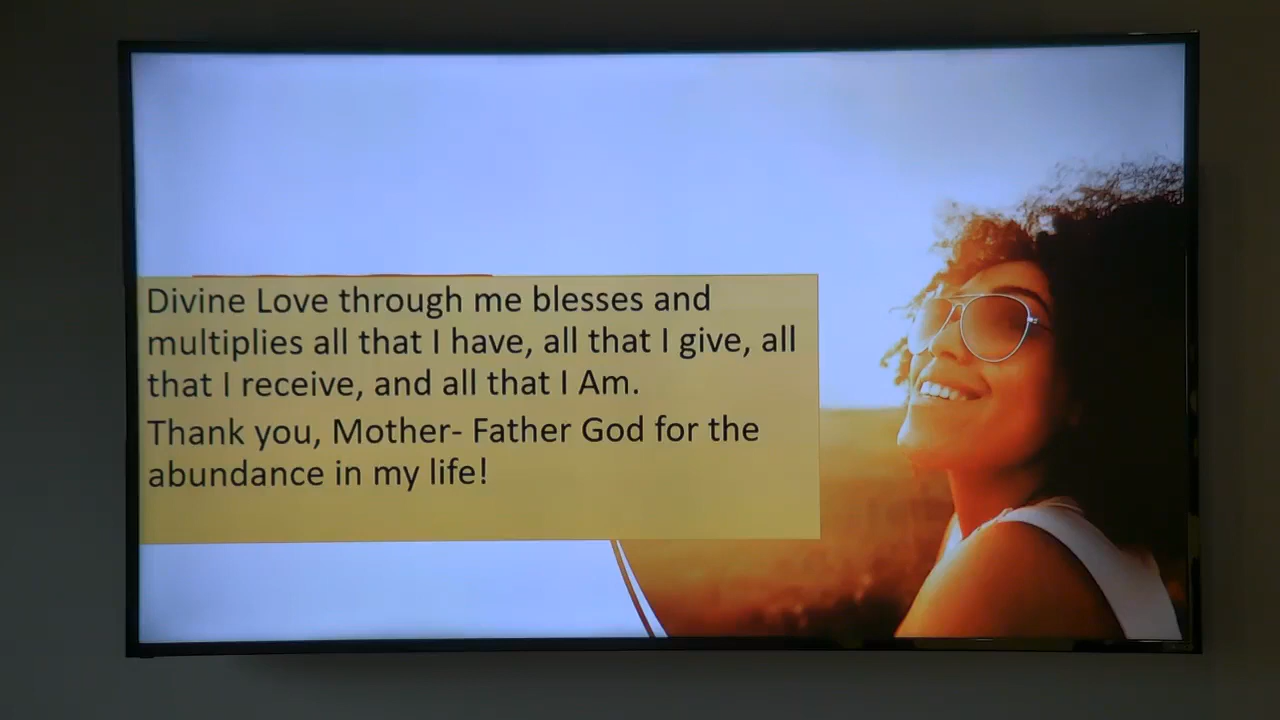 Divine Love through me blesses and
multiplies all that I have, all that I give, all
that I receive, and all that I Am.
Thank you, Mother- Father God for the
abundance in my life!